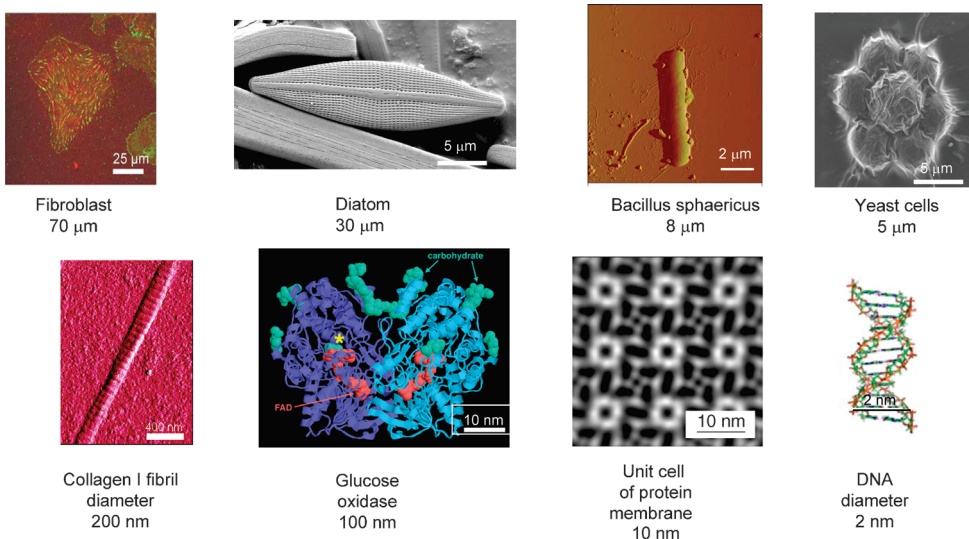 25 μm
5 μm
2 μm
5 μm
Fibroblast
70 μm
Diatom
30 μm
Bacillus sphaericus
8 μm
Yeast cells
5 μm
400 nm
carbohydrate
*
FAD
10 nm
10 nm
2 nm
Collagen I fibril
diameter
200 nm
Glucose
oxidase
100 nm
Unit cell
of protein
membrane
10 nm
DNA
diameter
2 nm